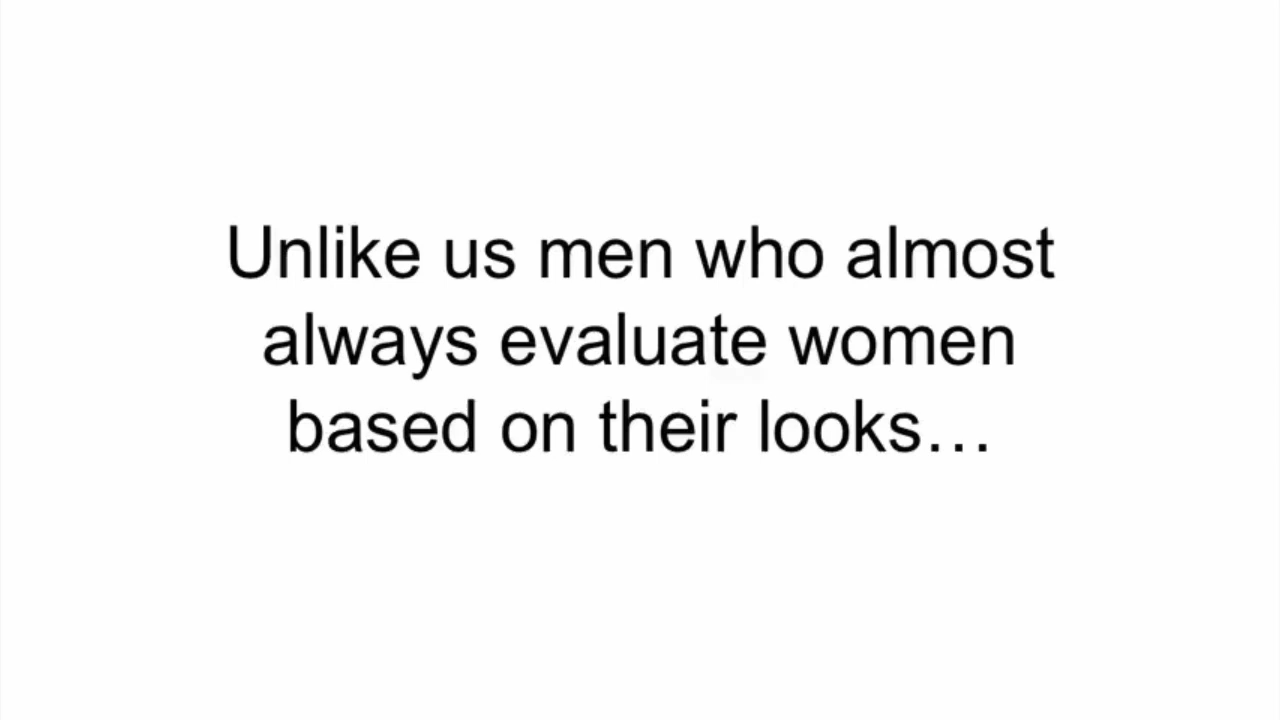 Unlike us men who almost
always evaluate women
based on their looks…